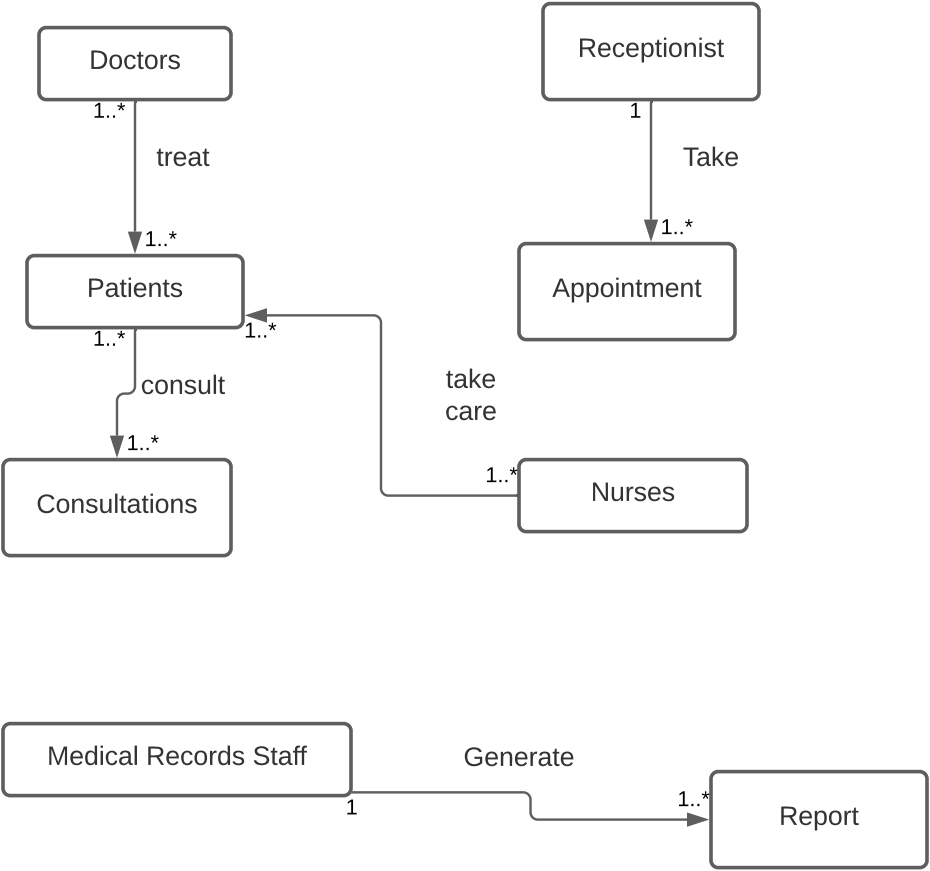 Doctors
Receptionist
1..*
1
treat
Take
1..*
1..*
Patients
Appointment
1..*
1..*
consult
take
care
1..*
1..*
Consultations
Nurses
Medical Records Staff
Generate
1
1..*
Report